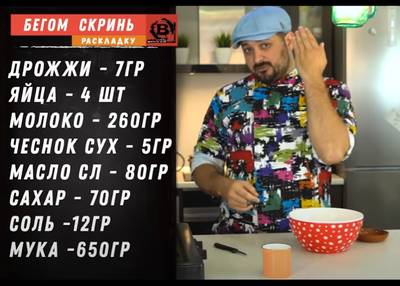 БЕГОМ СКРИНЬ
РАСКЛАДКУ
ДРОЖЖИ - 7ГР
ЯЙЦА - 4 ШТ
МОЛОКО - 260ГР
ЧЕСНОК СУХ - 5ГР
МАСЛО СЛ - 80ГР
САХАР - 70ГР
СОЛЬ -12ГР
МУКА -650ГР